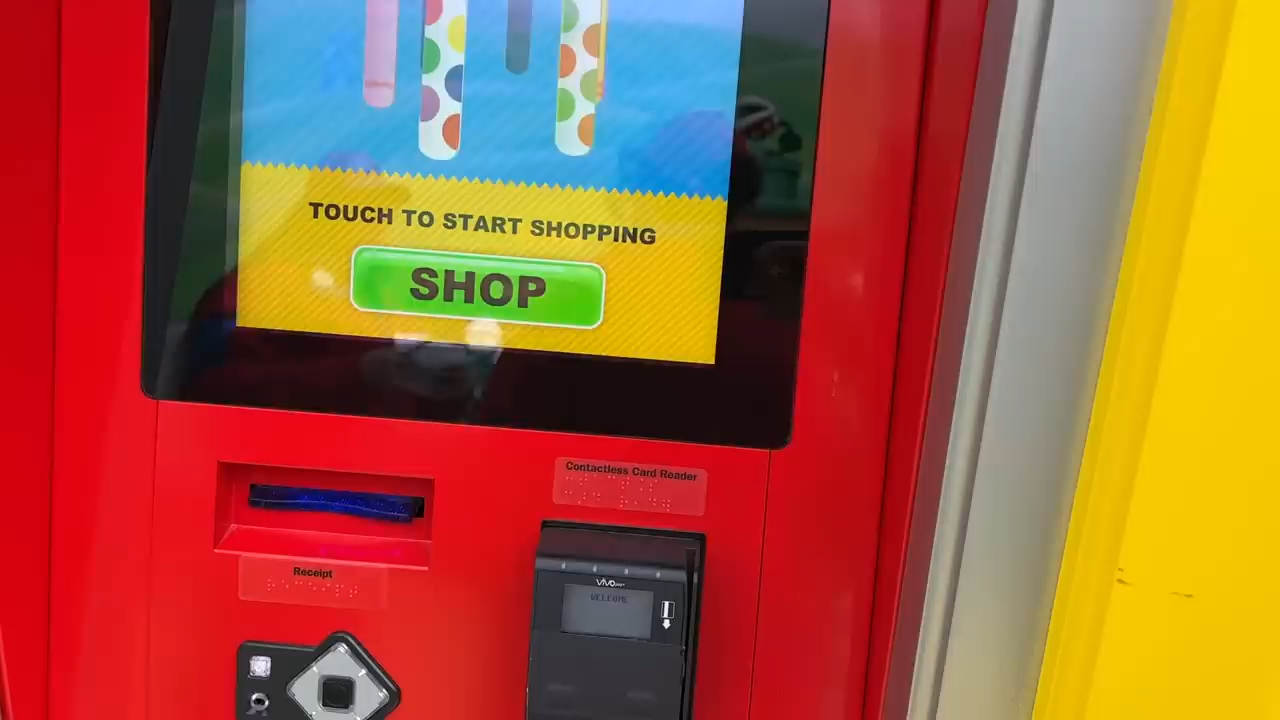 TOUCH TO START SHOPPING
SHOP
Contactless Card Reader
Receipt
WELCOME